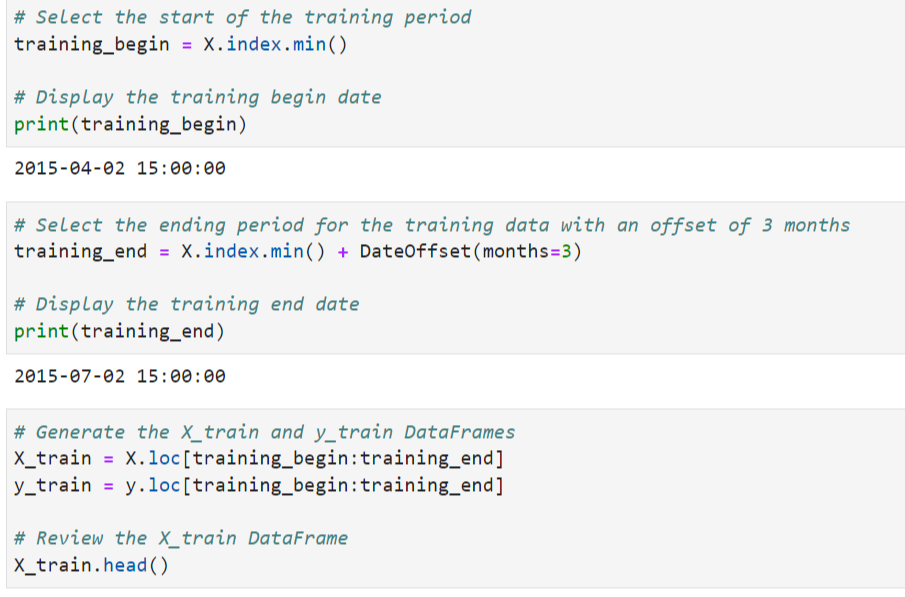 # Select the start of the training period
training_begin = X.index.min()
# Display the training begin date
print(training_begin)
2015-04-02 15:00:00
# Select the ending period for the training data with an offset of 3 months
training_end = X.index.min() + DateOffset(months=3)
# Display the training end date
print(training_end)
2015-07-02 15:00:00
# Generate the X_train and y_train DataFrames
X_train = X.loc[training_begin:training_end]
y_train = y.loc[training_begin:training_end]
# Review the X_train DataFrame
X_train.head()